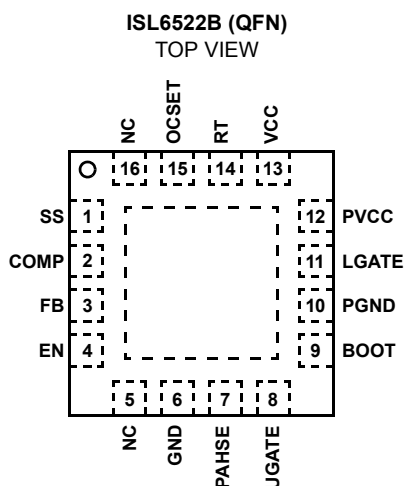 ISL6522B (QFN)
TOP VIEW
NC
OCSET
RT
VCC
16
15
14
13
SS 1
12 PVCC
COMP 2
11 LGATE
FB 3
10 PGND
EN 4
9 BOOT
5
6
7
8
NC
GND
PAHSE
UGATE